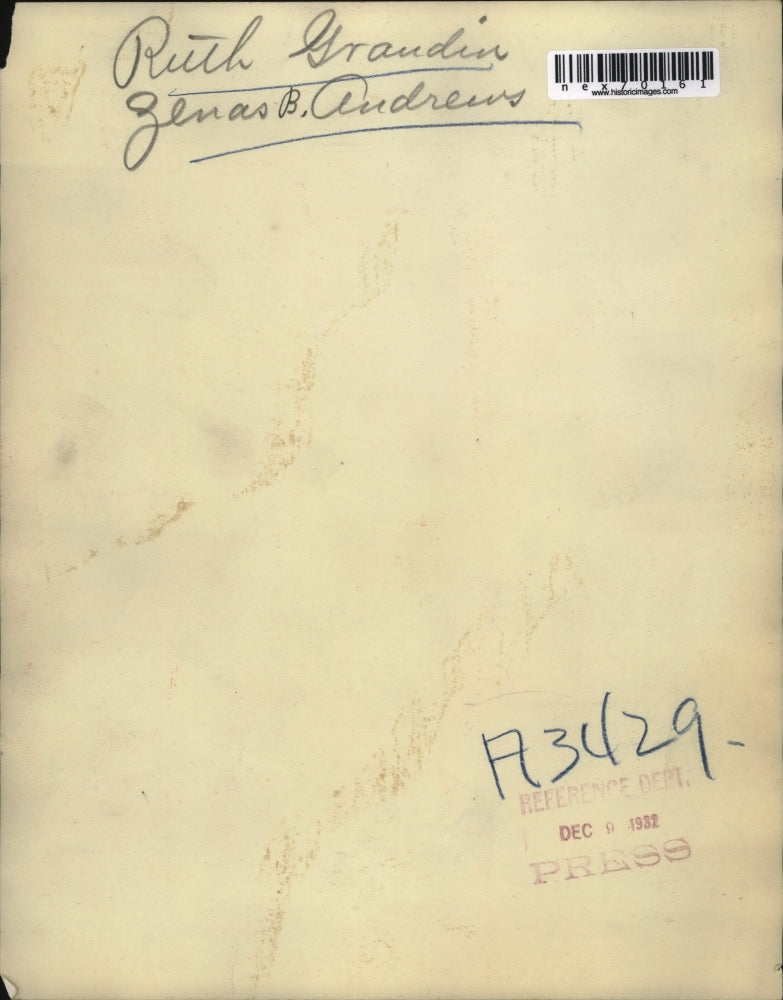 Ruth Grandin
Zenas B. Andrews
nex70161
www.historicimages.com
A3429.-
REFERENCE DEPT.
DEC 9 1932
PRESS